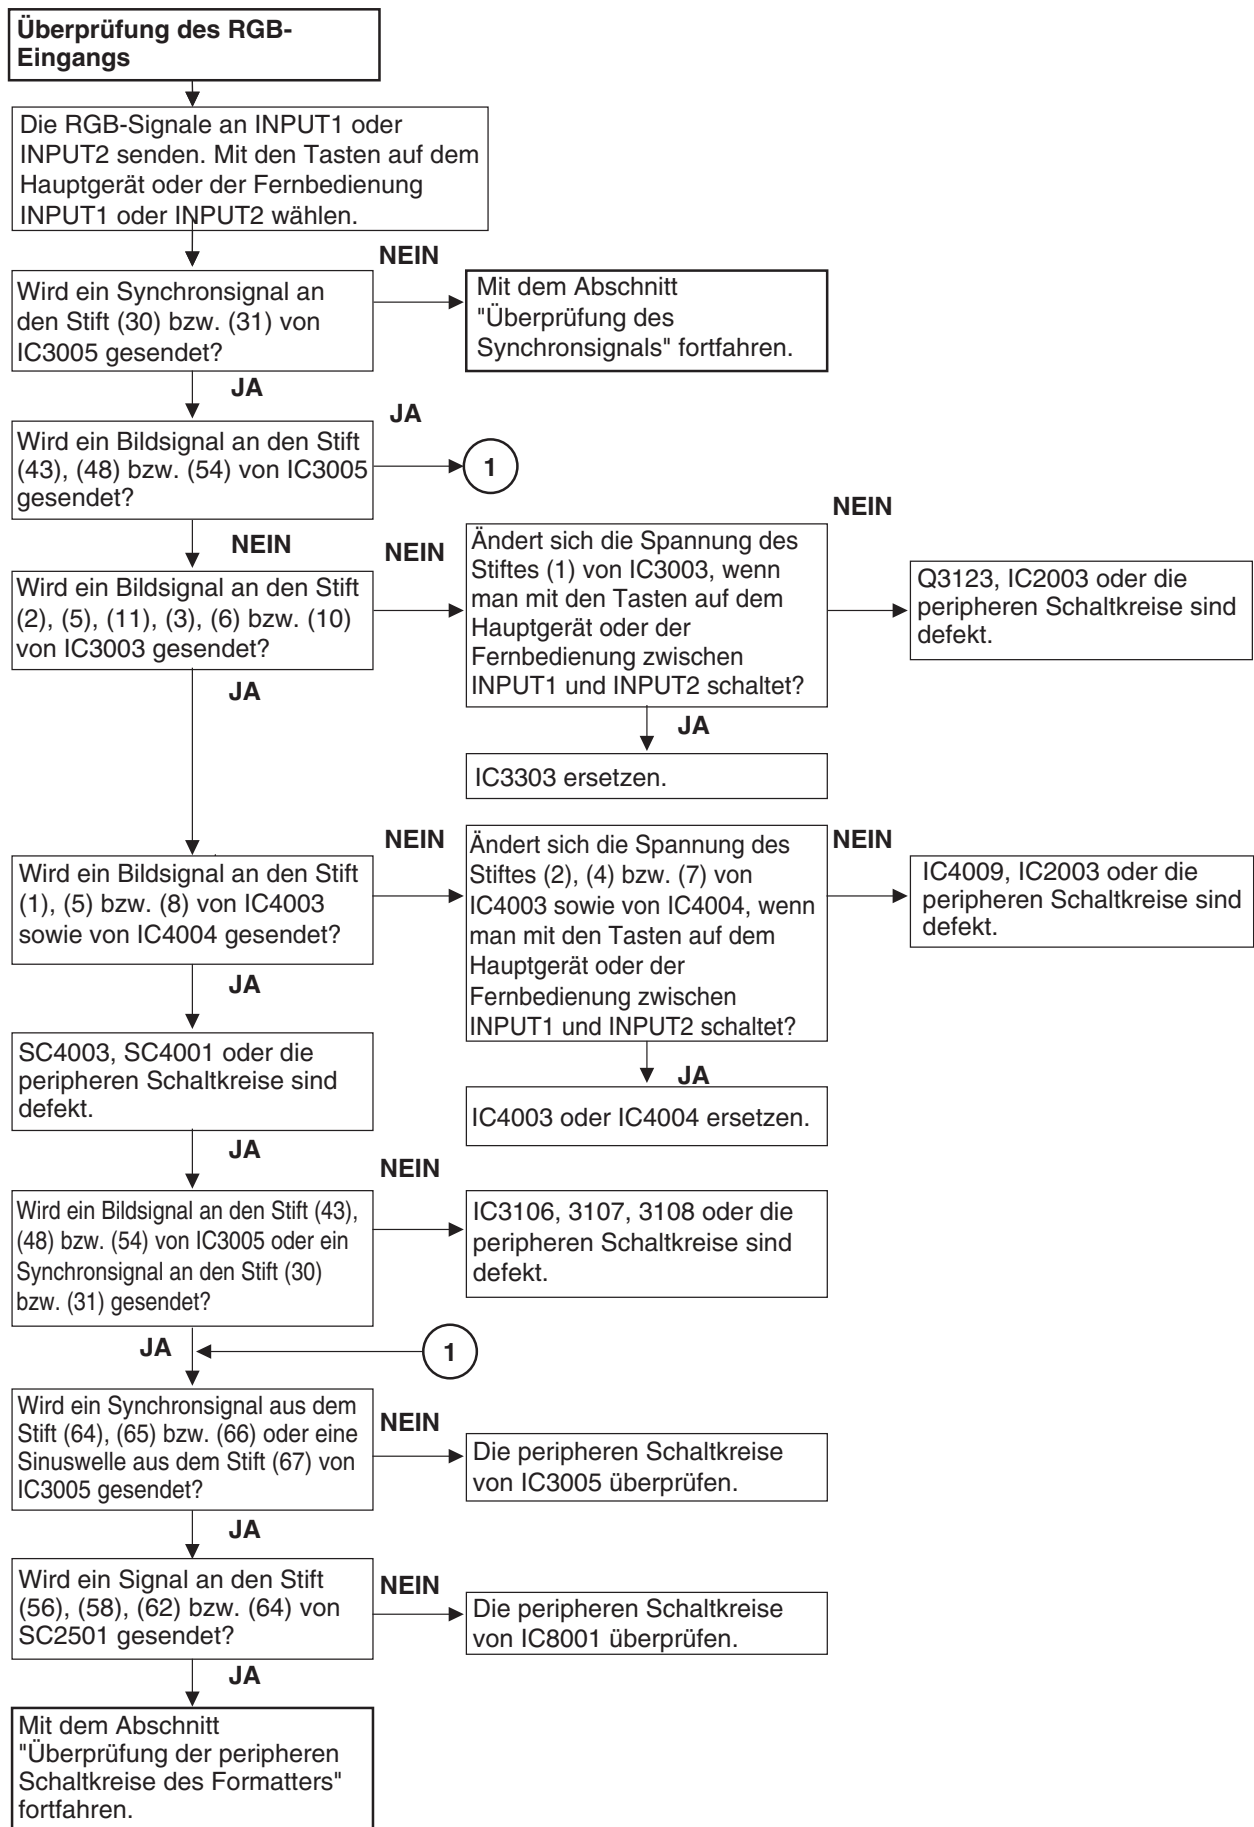 Überprüfung des RGB-
Eingangs
Die RGB-Signale an INPUT1 oder
INPUT2 senden. Mit den Tasten auf dem
Hauptgerät oder der Fernbedienung
INPUT1 oder INPUT2 wählen.
NEIN
Wird ein Synchronsignal an
den Stift (30) bzw. (31) von
IC3005 gesendet?
Mit dem Abschnitt
"Überprüfung des
Synchronsignals" fortfahren.
JA
JA
Wird ein Bildsignal an den Stift
(43), (48) bzw. (54) von IC3005
gesendet?
1
NEIN
NEIN
NEIN
Wird ein Bildsignal an den Stift
(2), (5), (11), (3), (6) bzw. (10)
von IC3003 gesendet?
Ändert sich die Spannung des
Stiftes (1) von IC3003, wenn
man mit den Tasten auf dem
Hauptgerät oder der
Fernbedienung zwischen
INPUT1 und INPUT2 schaltet?
Q3123, IC2003 oder die
peripheren Schaltkreise sind
defekt.
JA
JA
IC3303 ersetzen.
NEIN
NEIN
Wird ein Bildsignal an den Stift
(1), (5) bzw. (8) von IC4003
sowie von IC4004 gesendet?
Ändert sich die Spannung des
Stiftes (2), (4) bzw. (7) von
IC4003 sowie von IC4004, wenn
man mit den Tasten auf dem
Hauptgerät oder der
Fernbedienung zwischen
INPUT1 und INPUT2 schaltet?
IC4009, IC2003 oder die
peripheren Schaltkreise sind
defekt.
JA
JA
SC4003, SC4001 oder die
peripheren Schaltkreise sind
defekt.
IC4003 oder IC4004 ersetzen.
JA
NEIN
Wird ein Bildsignal an den Stift (43),
(48) bzw. (54) von IC3005 oder ein
Synchronsignal an den Stift (30)
bzw. (31) gesendet?
IC3106, 3107, 3108 oder die
peripheren Schaltkreise sind
defekt.
JA
1
Wird ein Synchronsignal aus dem
Stift (64), (65) bzw. (66) oder eine
Sinuswelle aus dem Stift (67) von
IC3005 gesendet?
NEIN
Die peripheren Schaltkreise
von IC3005 überprüfen.
JA
Wird ein Signal an den Stift
(56), (58), (62) bzw. (64) von
SC2501 gesendet?
NEIN
Die peripheren Schaltkreise
von IC8001 überprüfen.
JA
Mit dem Abschnitt
"Überprüfung der peripheren
Schaltkreise des Formatters"
fortfahren.